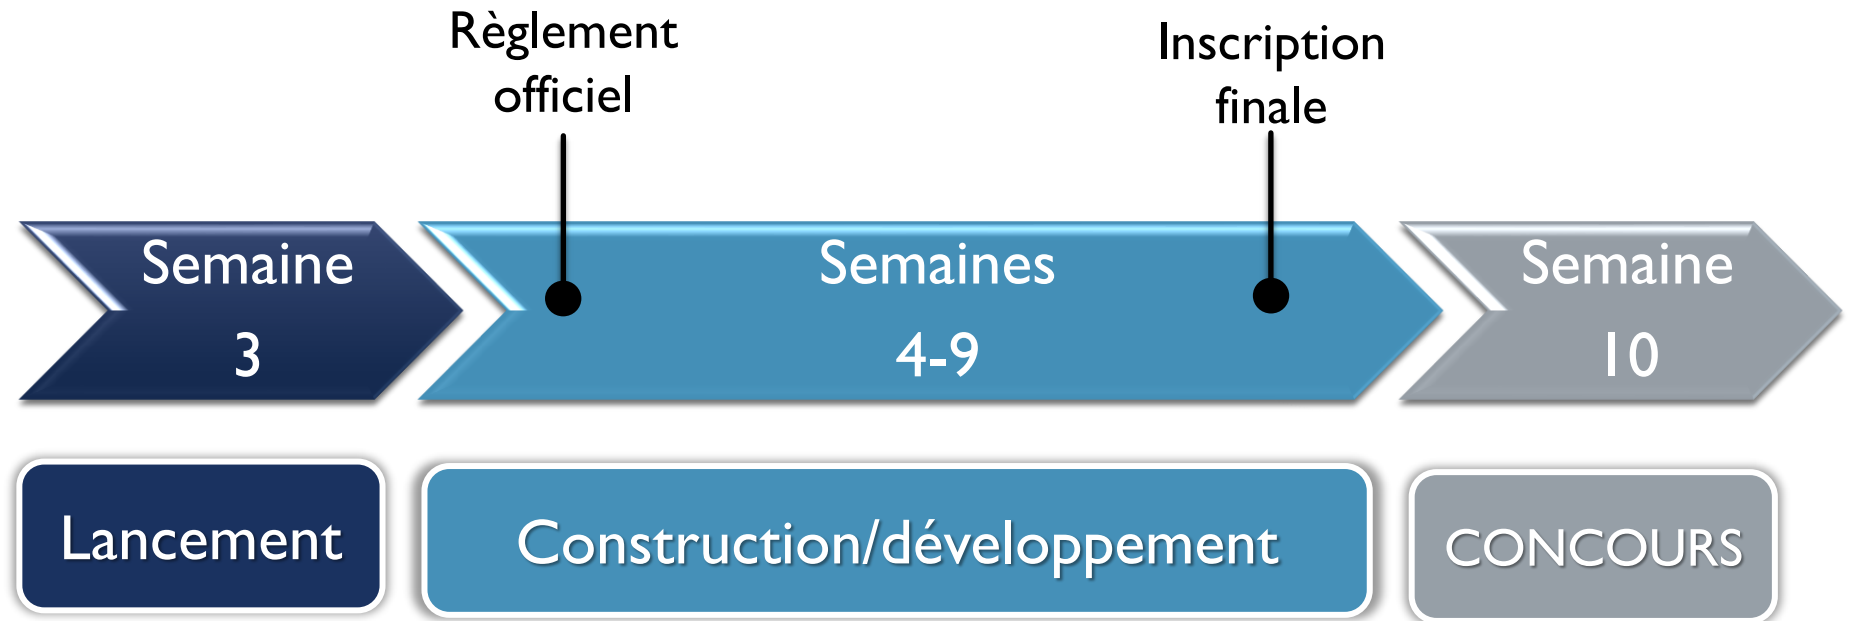 Règlement
officiel
Inscription
finale
Semaine
3
Semaines
4-9
Semaine
10
Lancement
Construction/développement
CONCOURS